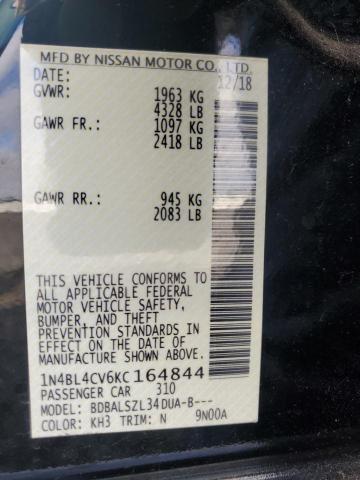 MFD BY NISSAN MOTOR CO., LTD.
DATE: 12/18
GVWR: 1963 KG
4328 LB
GAWR FR.: 1097 KG
2418 LB
GAWR RR.: 945 KG
2083 LB
THIS VEHICLE CONFORMS TO
ALL APPLICABLE FEDERAL
MOTOR VEHICLE SAFETY,
BUMPER, AND THEFT
PREVENTION STANDARDS IN
EFFECT ON THE DATE OF
MANUFACTURE SHOWN ABOVE.
1N4BL4CV6KC164844
PASSENGER CAR 310
MODEL: BDBALSZL34DUA-B---
COLOR: KH3 TRIM: N 9N00A